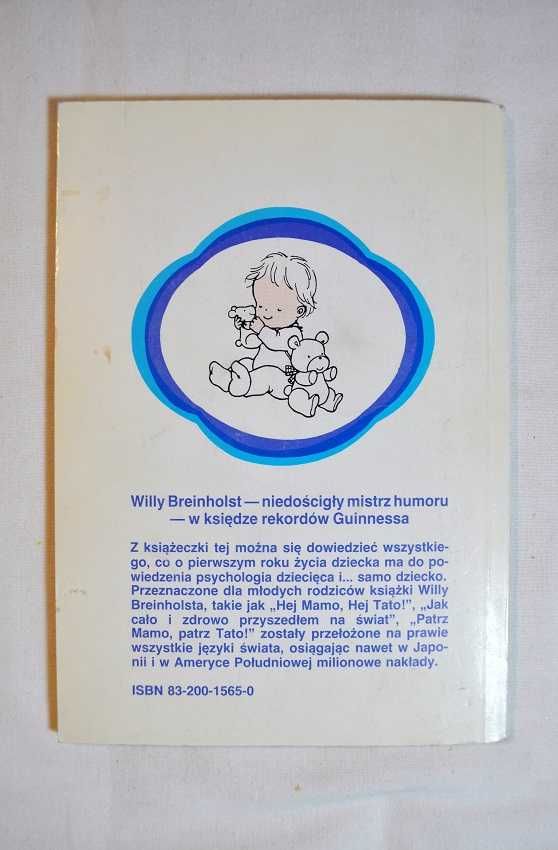 Willy Breinholst — niedościgły mistrz humoru
— w księdze rekordów Guinnessa
Z książeczki tej można się dowiedzieć wszystkie-
go, co o pierwszym roku życia dziecka ma do po-
wiedzenia psychologia dziecięca i... samo dziecko.
Przeznaczone dla młodych rodziców książki Willy
Breinholsta, takie jak „Hej Mamo, Hej Tato!”, „Jak
cało i zdrowo przyszedłem na świat”, „Patrz
Mamo, patrz Tato!” zostały przełożone na prawie
wszystkie języki świata, osiągając nawet w Japo-
nii i w Ameryce Południowej milionowe nakłady.
ISBN 83-200-1565-0